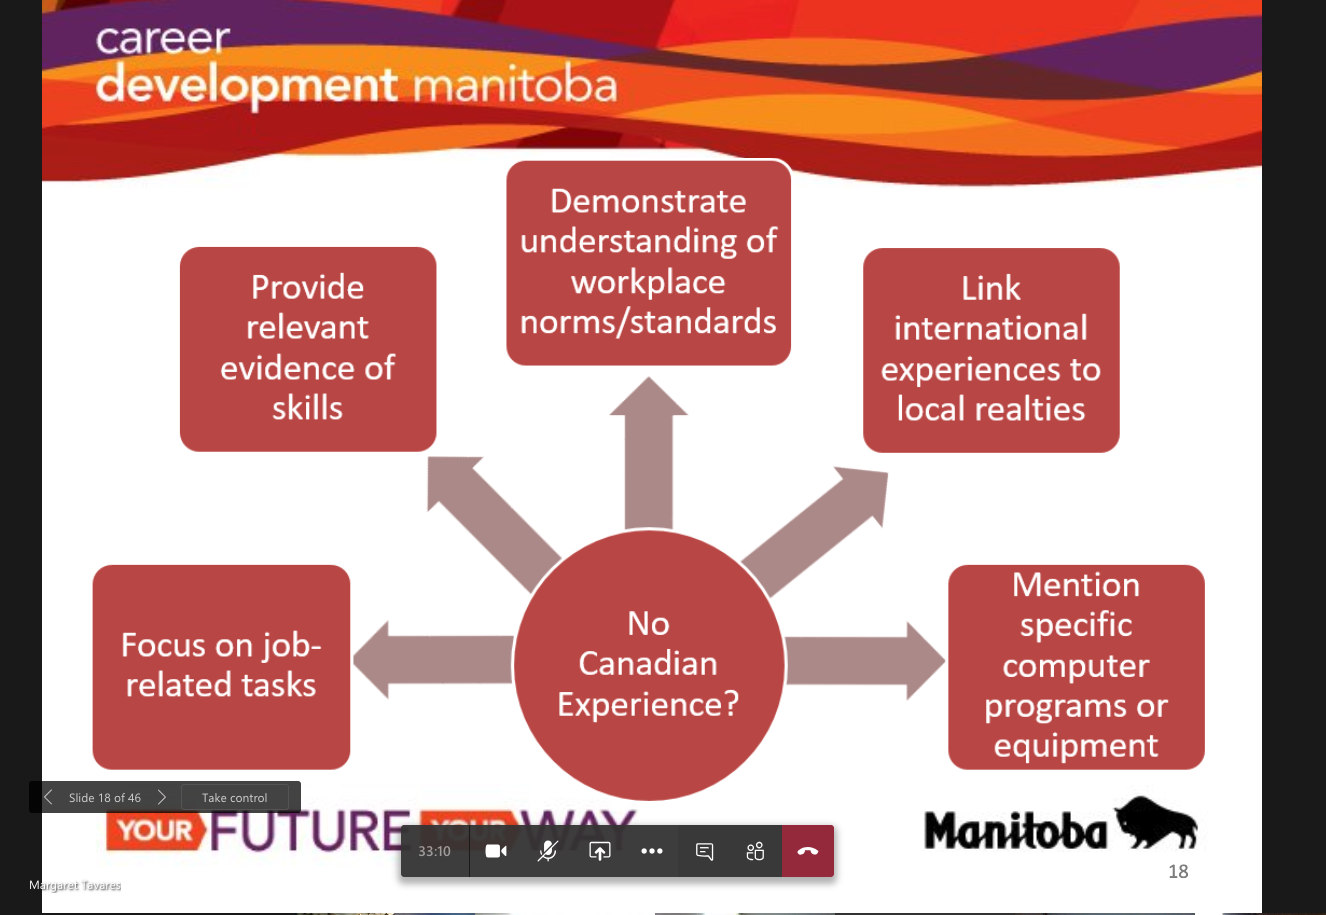 career
development manitoba
Demonstrate
understanding of
workplace
norms/standards
Provide
relevant
evidence of
skills
Link
international
experiences to
local realties
Focus on job-
related tasks
No
Canadian
Experience?
Mention
specific
computer
programs or
equipment
Slide 18 of 46
Take control
YOUR FUTURE YOUR WAY
Manitoba
33:10
18
Margaret Tavares